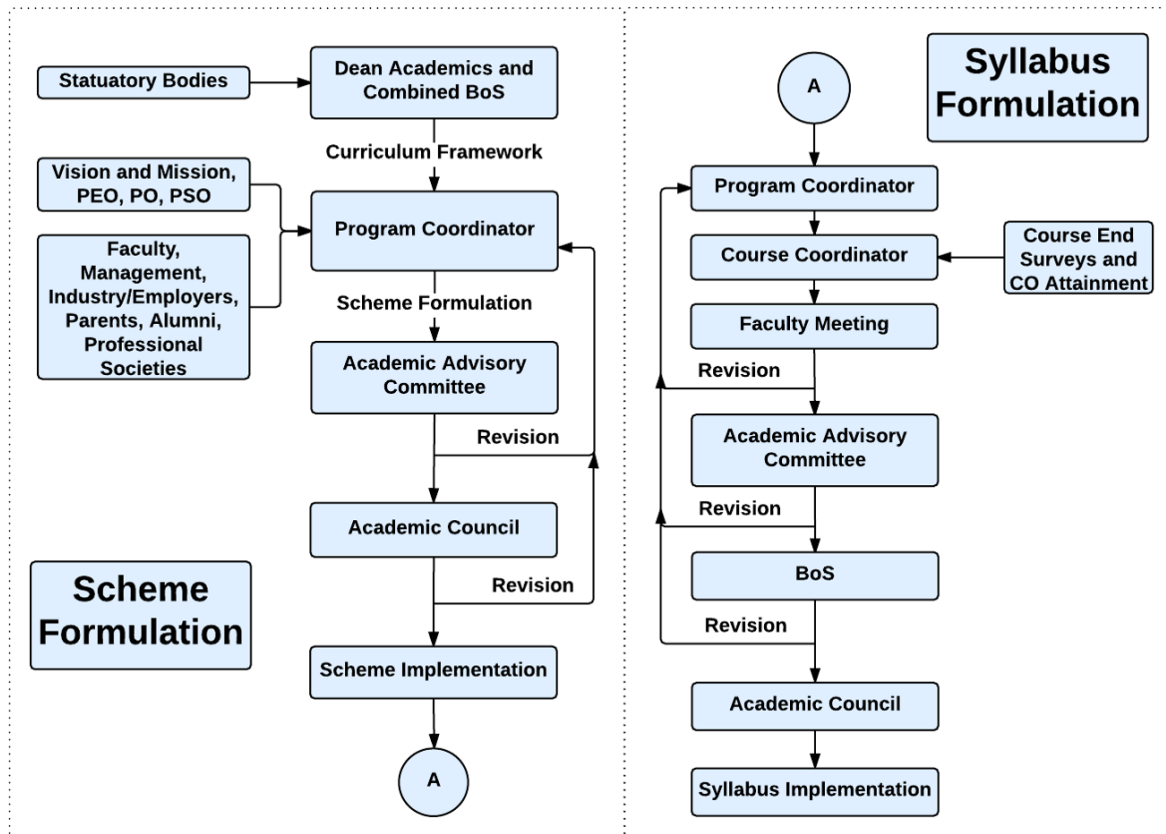 Statuatory Bodies
Dean Academics and
Combined BoS
Curriculum Framework
Vision and Mission,
PEO, PO, PSO
Program Coordinator
Faculty,
Management,
Industry/Employers,
Parents, Alumni,
Professional
Societies
Scheme Formulation
Academic Advisory
Committee
Revision
Academic Council
Revision
Scheme
Formulation
Scheme Implementation
A
Syllabus
Formulation
A
Program Coordinator
Course Coordinator
Course End
Surveys and
CO Attainment
Faculty Meeting
Revision
Academic Advisory
Committee
Revision
BoS
Revision
Academic Council
Syllabus Implementation